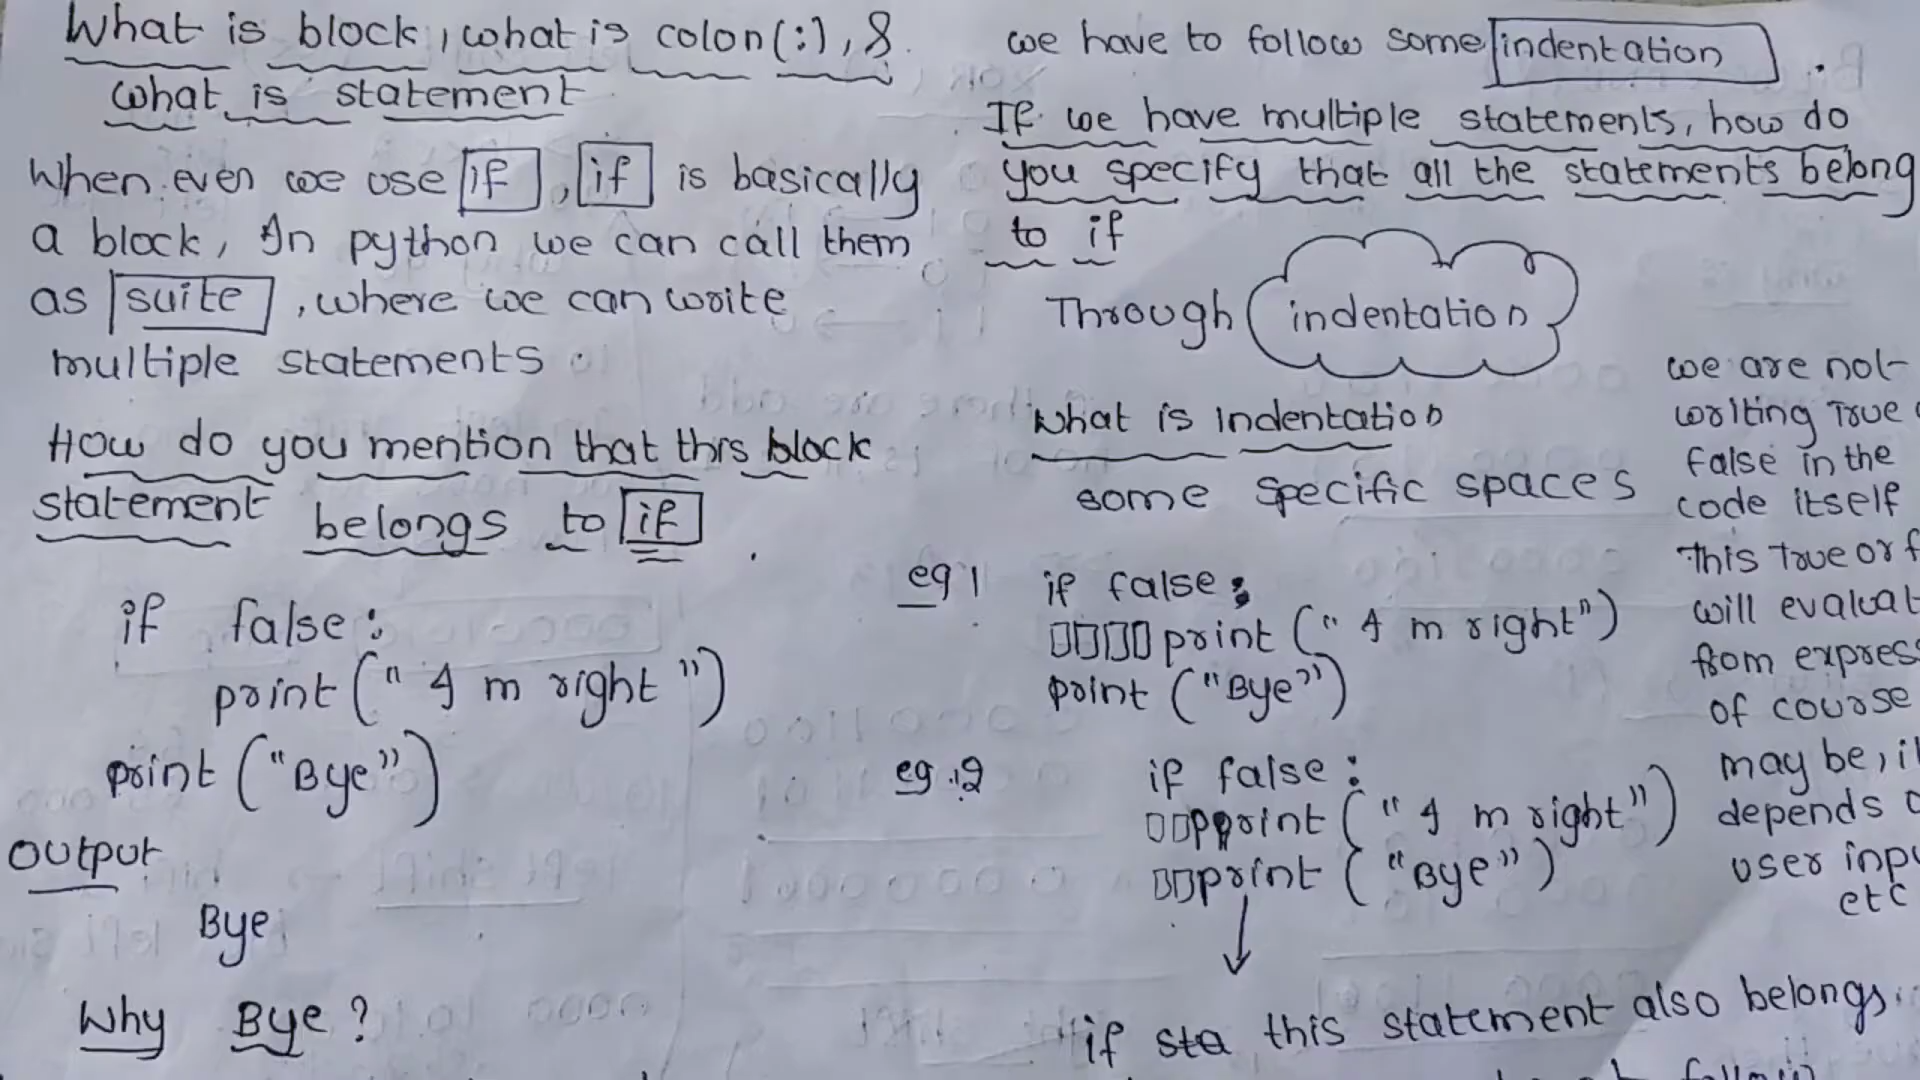 What is block, what is colon(:), &
what is statement
When even we use if, if is basically
a block, In python we can call them
as suite, where we can write
multiple statements.
How do you mention that this block
statement belongs to if
if false:
print ("I m right")
print ("Bye")
Output
Bye
Why Bye?
we have to follow some indentation.
If we have multiple statements, how do
you specify that all the statements belong
to if
Through indentation
what is Indentation
some specific spaces
eg 1 if false:
print ("I m right")
print ("Bye")
eg.2 if false:
print ("I m right")
print ("Bye")
if this statement also belongs
we are not
writing True
false in the
code itself
This True or f
will evaluat
from expres
of course
may be, it
depends o
user inpu
etc